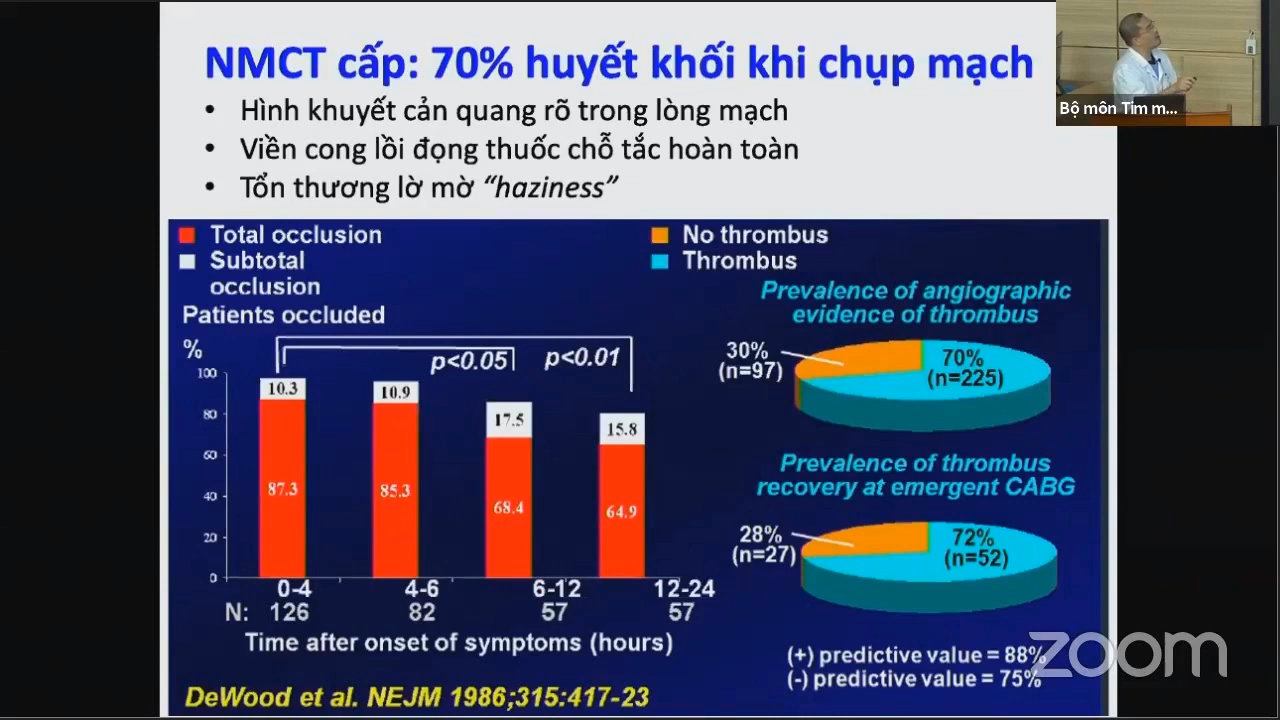 NMCT cấp: 70% huyết khối khi chụp mạch
• Hình khuyết cản quang rõ trong lòng mạch
• Viền cong lồi đọng thuốc chỗ tắc hoàn toàn
• Tổn thương lờ mờ “haziness”
Bộ môn Tim m...
Total occlusion
Subtotal
occlusion
Patients occluded
%
p<0.05
p<0.01
100
80
60
40
20
0
10.3
10.9
17.5
15.8
87.3
85.3
68.4
64.9
0-4 4-6 6-12 12-24
N: 126 82 57 57
Time after onset of symptoms (hours)
No thrombus
Thrombus
Prevalence of angiographic
evidence of thrombus
30%
(n=97)
70%
(n=225)
Prevalence of thrombus
recovery at emergent CABG
28%
(n=27)
72%
(n=52)
(+) predictive value = 88%
(-) predictive value = 75%
DeWood et al. NEJM 1986;315:417-23
zoom